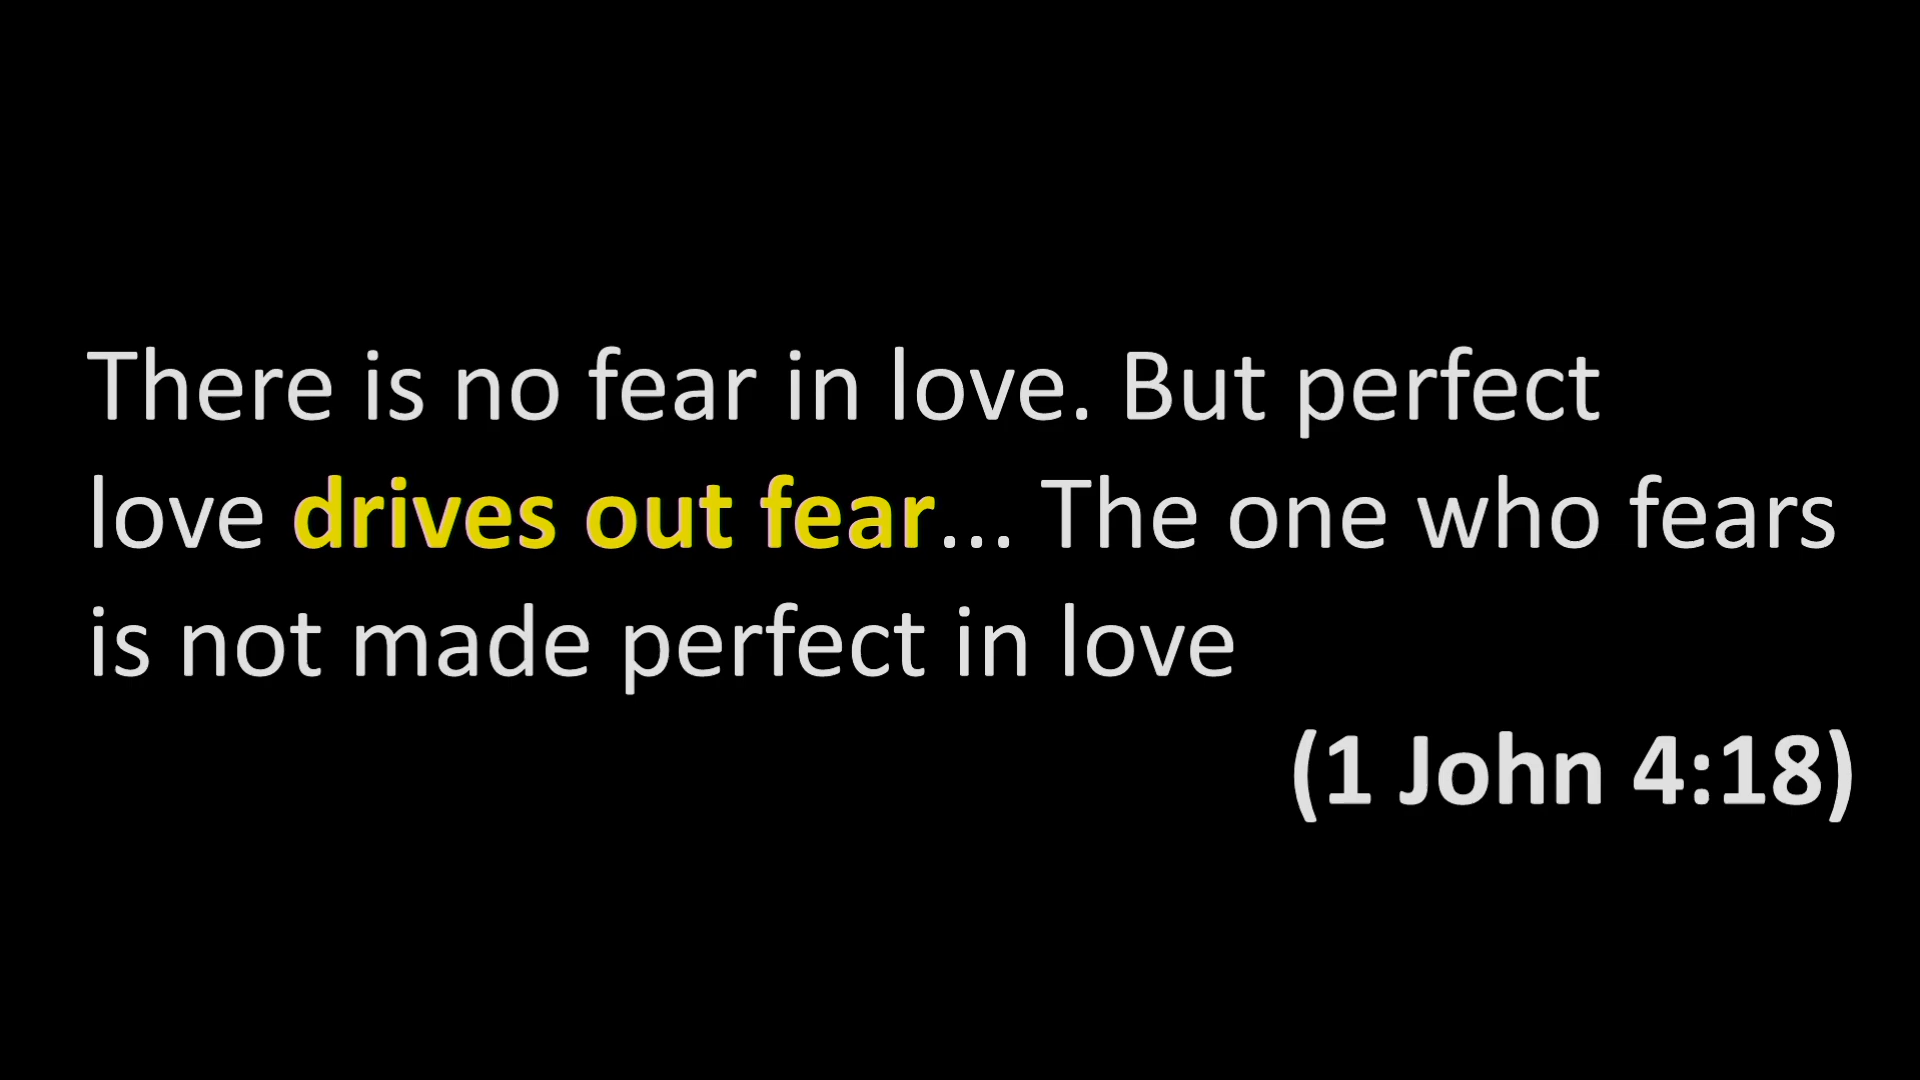 There is no fear in love. But perfect
love drives out fear... The one who fears
is not made perfect in love
(1 John 4:18)